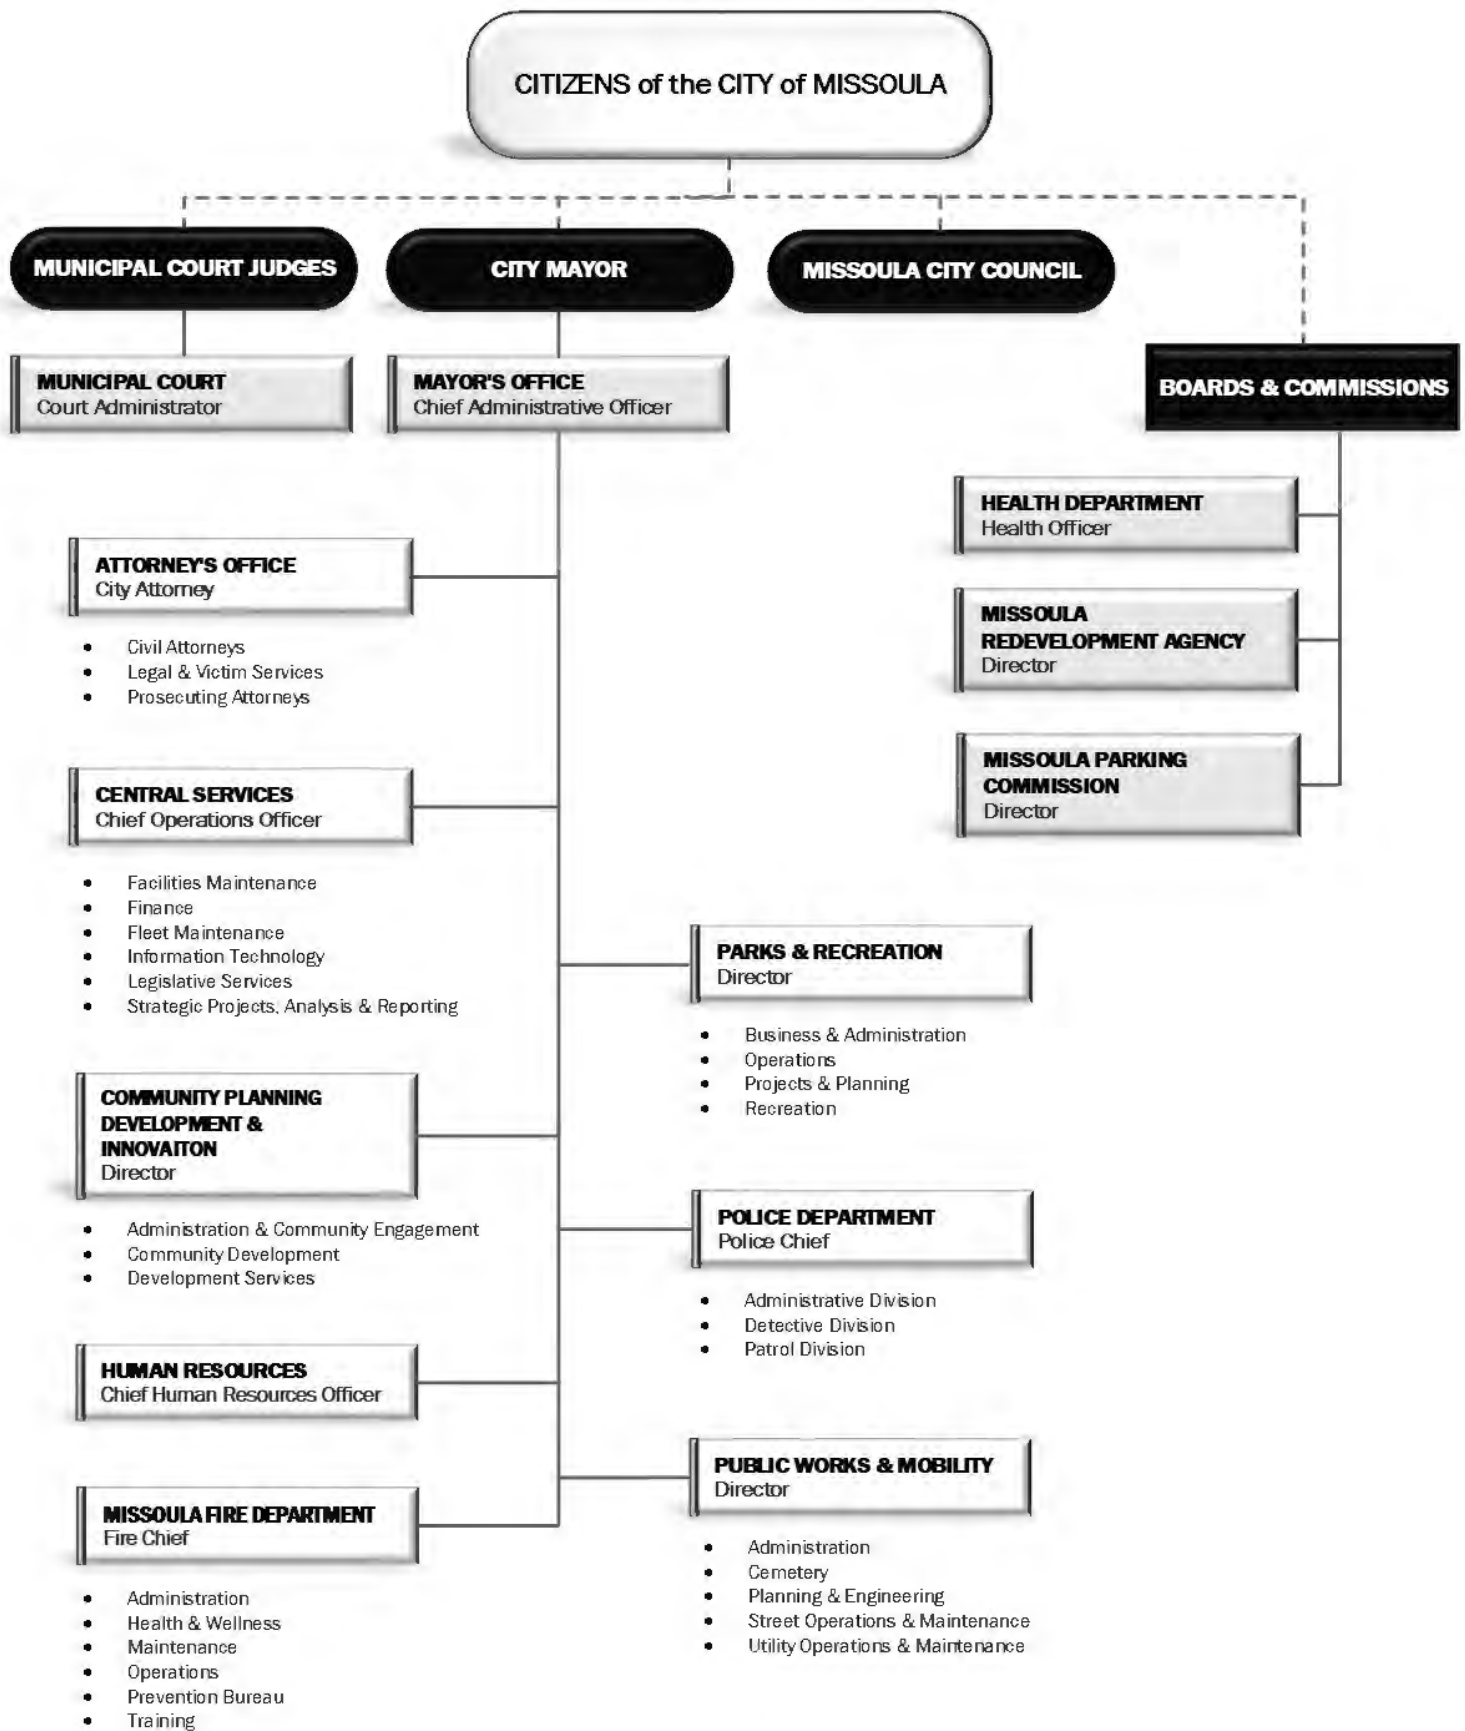 CITIZENS of the CITY of MISSOULA
MUNICIPAL COURT JUDGES
CITY MAYOR
MISSOULA CITY COUNCIL
MUNICIPAL COURT
Court Administrator
MAYOR'S OFFICE
Chief Administrative Officer
BOARDS & COMMISSIONS
HEALTH DEPARTMENT
Health Officer
MISSOULA
REDEVELOPMENT AGENCY
Director
MISSOULA PARKING
COMMISSION
Director
ATTORNEY'S OFFICE
City Attorney
• Civil Attorneys
• Legal & Victim Services
• Prosecuting Attorneys
CENTRAL SERVICES
Chief Operations Officer
• Facilities Maintenance
• Finance
• Fleet Maintenance
• Information Technology
• Legislative Services
• Strategic Projects, Analysis & Reporting
COMMUNITY PLANNING
DEVELOPMENT &
INNOVAITON
Director
• Administration & Community Engagement
• Community Development
• Development Services
HUMAN RESOURCES
Chief Human Resources Officer
MISSOULA FIRE DEPARTMENT
Fire Chief
• Administration
• Health & Wellness
• Maintenance
• Operations
• Prevention Bureau
• Training
PARKS & RECREATION
Director
• Business & Administration
• Operations
• Projects & Planning
• Recreation
POLICE DEPARTMENT
Police Chief
• Administrative Division
• Detective Division
• Patrol Division
PUBLIC WORKS & MOBILITY
Director
• Administration
• Cemetery
• Planning & Engineering
• Street Operations & Maintenance
• Utility Operations & Maintenance